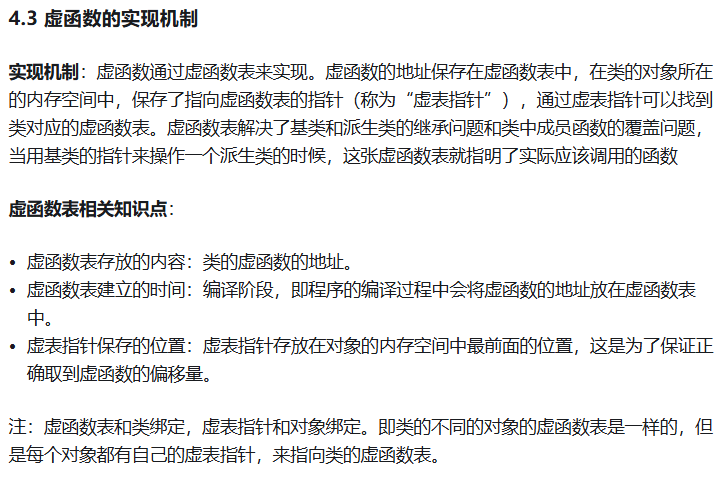 4.3 虚函数的实现机制
实现机制：虚函数通过虚函数表来实现。虚函数的地址保存在虚函数表中，在类的对象所在
的内存空间中，保存了指向虚函数表的指针（称为“虚表指针”），通过虚表指针可以找到
类对应的虚函数表。虚函数表解决了基类和派生类的继承问题和类中成员函数的覆盖问题，
当用基类的指针来操作一个派生类的时候，这张虚函数表就指明了实际应该调用的函数
虚函数表相关知识点：
• 虚函数表存放的内容：类的虚函数的地址。
• 虚函数表建立的时间：编译阶段，即程序的编译过程中会将虚函数的地址放在虚函数表
中。
• 虚表指针保存的位置：虚表指针存放在对象的内存空间中最前面的位置，这是为了保证正
确取到虚函数的偏移量。
注：虚函数表和类绑定，虚表指针和对象绑定。即类的不同的对象的虚函数表是一样的，但
是每个对象都有自己的虚表指针，来指向类的虚函数表。